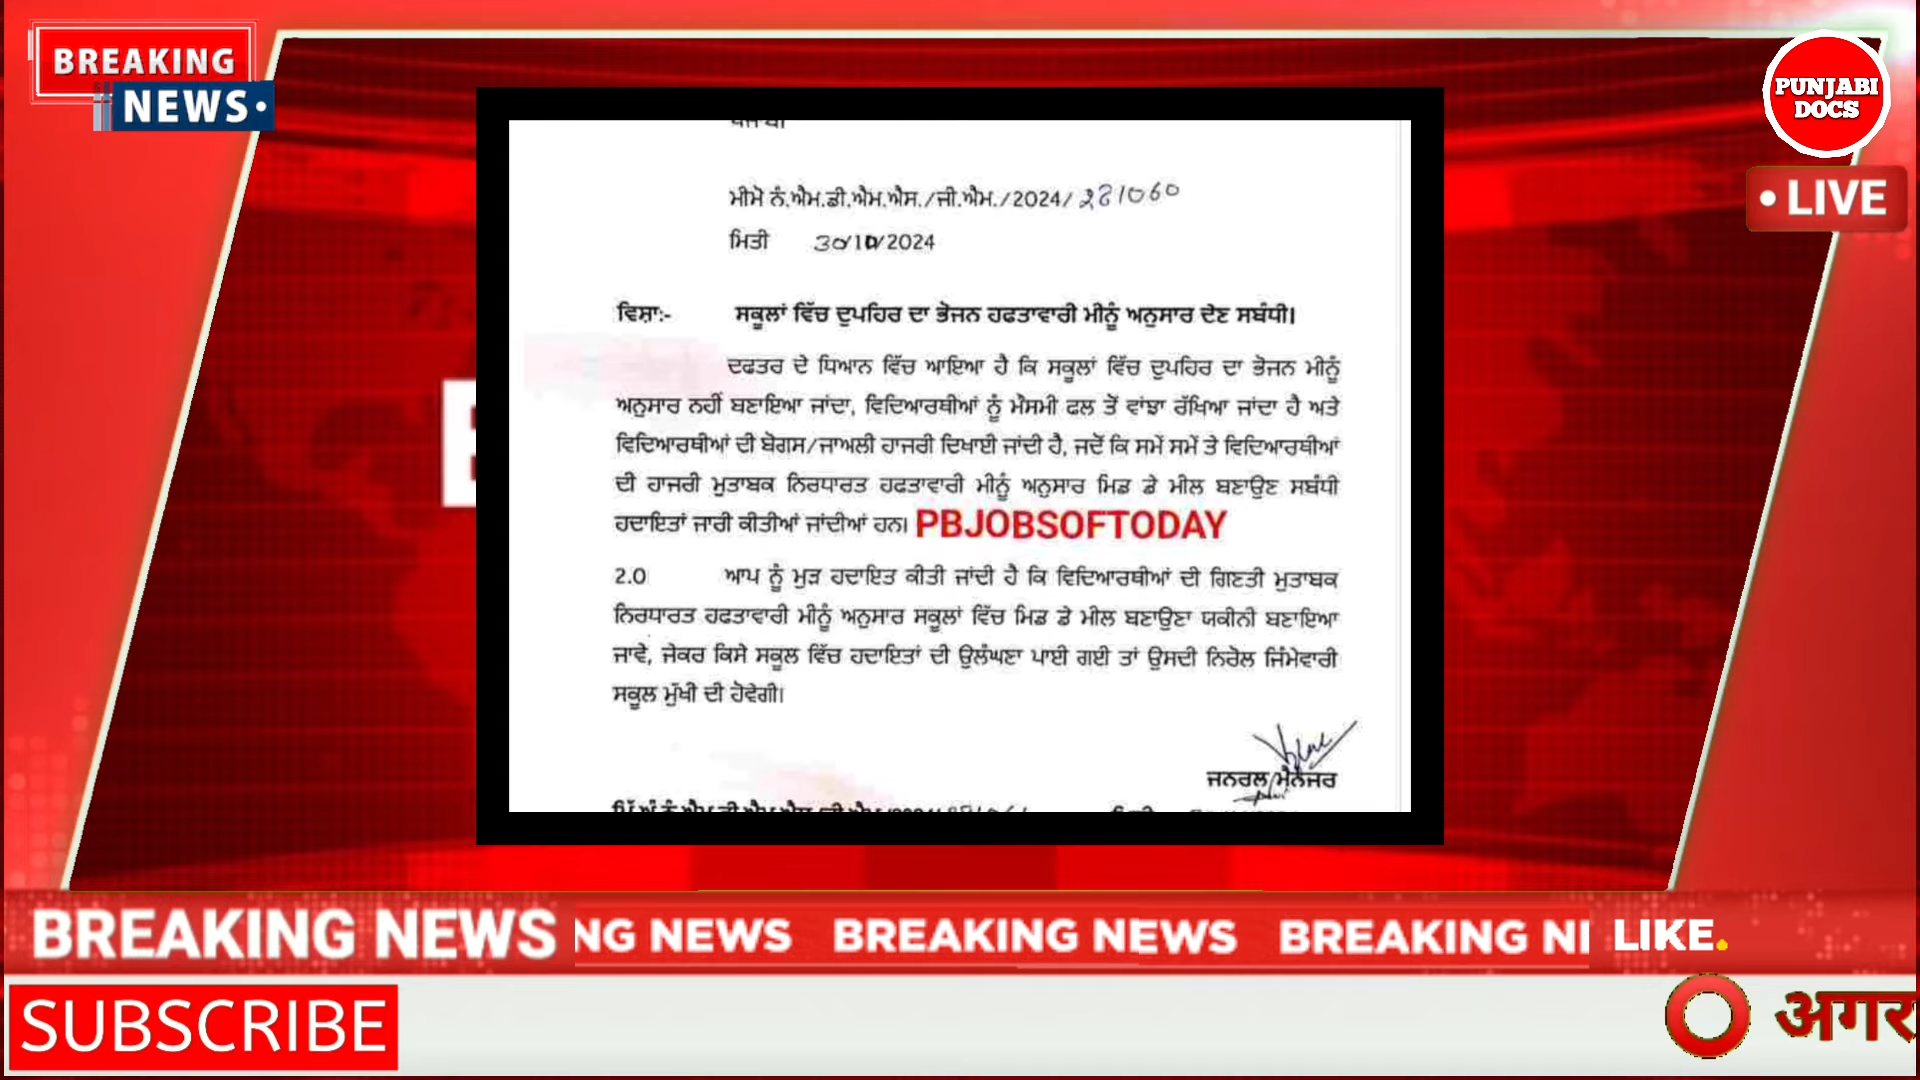 BREAKING
NEWS
PUNJABI
DOCS
LIVE
ਮੀਮੋ ਨੰ.ਐਮ.ਡੀ.ਐਮ.ਐਸ./ਜੀ.ਐਮ./2024/281060
ਮਿਤੀ 30/10/2024
ਵਿਸ਼ਾ:- ਸਕੂਲਾਂ ਵਿੱਚ ਦੁਪਹਿਰ ਦਾ ਭੋਜਨ ਹਫਤਾਵਾਰੀ ਮੀਨੂੰ ਅਨੁਸਾਰ ਦੇਣ ਸਬੰਧੀ।
ਦਫਤਰ ਦੇ ਧਿਆਨ ਵਿੱਚ ਆਇਆ ਹੈ ਕਿ ਸਕੂਲਾਂ ਵਿੱਚ ਦੁਪਹਿਰ ਦਾ ਭੋਜਨ ਮੀਨੂੰ
ਅਨੁਸਾਰ ਨਹੀਂ ਬਣਾਇਆ ਜਾਂਦਾ, ਵਿਦਿਆਰਥੀਆਂ ਨੂੰ ਮੌਸਮੀ ਫਲ ਤੋਂ ਵਾਂਝਾ ਰੱਖਿਆ ਜਾਂਦਾ ਹੈ ਅਤੇ
ਵਿਦਿਆਰਥੀਆਂ ਦੀ ਬੋਗਸ/ਜਾਅਲੀ ਹਾਜਰੀ ਦਿਖਾਈ ਜਾਂਦੀ ਹੈ, ਜਦੋਂ ਕਿ ਸਮੇਂ ਸਮੇਂ ਤੇ ਵਿਦਿਆਰਥੀਆਂ
ਦੀ ਹਾਜਰੀ ਮੁਤਾਬਕ ਨਿਰਧਾਰਤ ਹਫਤਾਵਾਰੀ ਮੀਨੂੰ ਅਨੁਸਾਰ ਮਿਡ ਡੇ ਮੀਲ ਬਣਾਉਣ ਸਬੰਧੀ
ਹਦਾਇਤਾਂ ਜਾਰੀ ਕੀਤੀਆਂ ਜਾਂਦੀਆਂ ਹਨ। PBJOBSOFTODAY
2.0 ਆਪ ਨੂੰ ਮੁੜ ਹਦਾਇਤ ਕੀਤੀ ਜਾਂਦੀ ਹੈ ਕਿ ਵਿਦਿਆਰਥੀਆਂ ਦੀ ਗਿਣਤੀ ਮੁਤਾਬਕ
ਨਿਰਧਾਰਤ ਹਫਤਾਵਾਰੀ ਮੀਨੂੰ ਅਨੁਸਾਰ ਸਕੂਲਾਂ ਵਿੱਚ ਮਿਡ ਡੇ ਮੀਲ ਬਣਾਉਣਾ ਯਕੀਨੀ ਬਣਾਇਆ
ਜਾਵੇ, ਜੇਕਰ ਕਿਸੇ ਸਕੂਲ ਵਿੱਚ ਹਦਾਇਤਾਂ ਦੀ ਉਲੰਘਣਾ ਪਾਈ ਗਈ ਤਾਂ ਉਸਦੀ ਨਿਰੋਲ ਜਿੰਮੇਵਾਰੀ
ਸਕੂਲ ਮੁੱਖੀ ਦੀ ਹੋਵੇਗੀ।
ਜਨਰਲ ਮੈਨੇਜਰ
BREAKING NEWS NG NEWS BREAKING NEWS BREAKING NE LIKE.
SUBSCRIBE
अगर